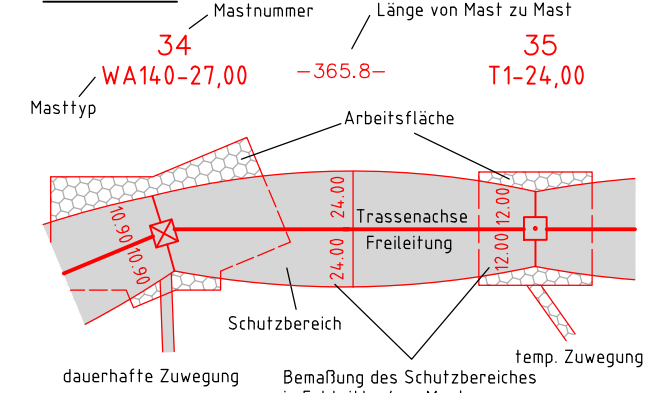 Mastnummer
Länge von Mast zu Mast
34
-365.8-
35
WA140-27,00
T1-24,00
Masttyp
Arbeitsfläche
10.90
10.90
24.00
24.00
12.00
12.00
Trassenachse
Freileitung
Schutzbereich
temp. Zuwegung
dauerhafte Zuwegung
Bemaßung des Schutzbereiches